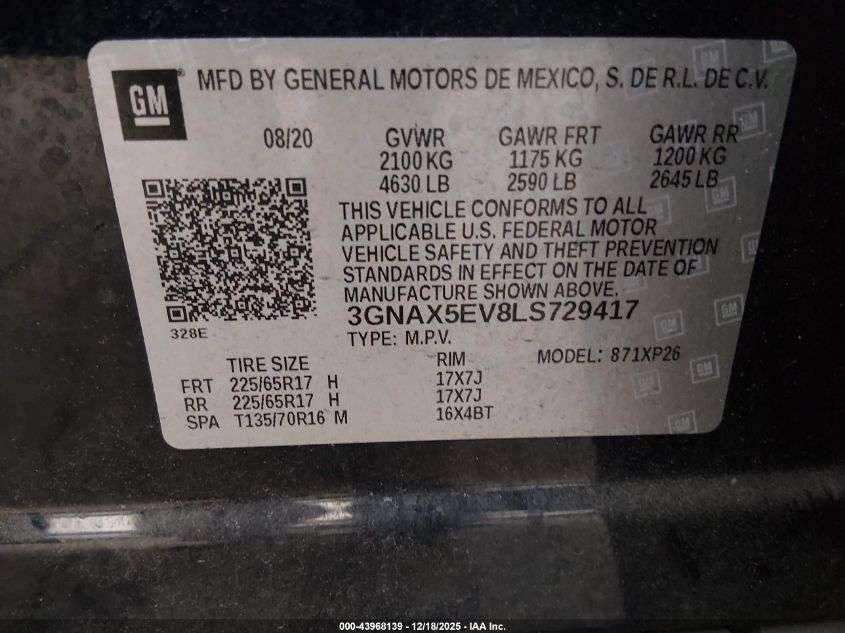 GM
MFD BY GENERAL MOTORS DE MEXICO, S. DE R.L. DE C.V.
08/20 GVWR GAWR FRT GAWR RR
2100 KG 1175 KG 1200 KG
4630 LB 2590 LB 2645 LB
THIS VEHICLE CONFORMS TO ALL
APPLICABLE U.S. FEDERAL MOTOR
VEHICLE SAFETY AND THEFT PREVENTION
STANDARDS IN EFFECT ON THE DATE OF
MANUFACTURE SHOWN ABOVE.
3GNAX5EV8LS729417
328E
TYPE: M.P.V.
TIRE SIZE RIM MODEL: 871XP26
FRT 225/65R17 H 17X7J
RR 225/65R17 H 17X7J
SPA T135/70R16 M 16X4BT
000-43968139 - 12/18/2025 - IAA Inc.